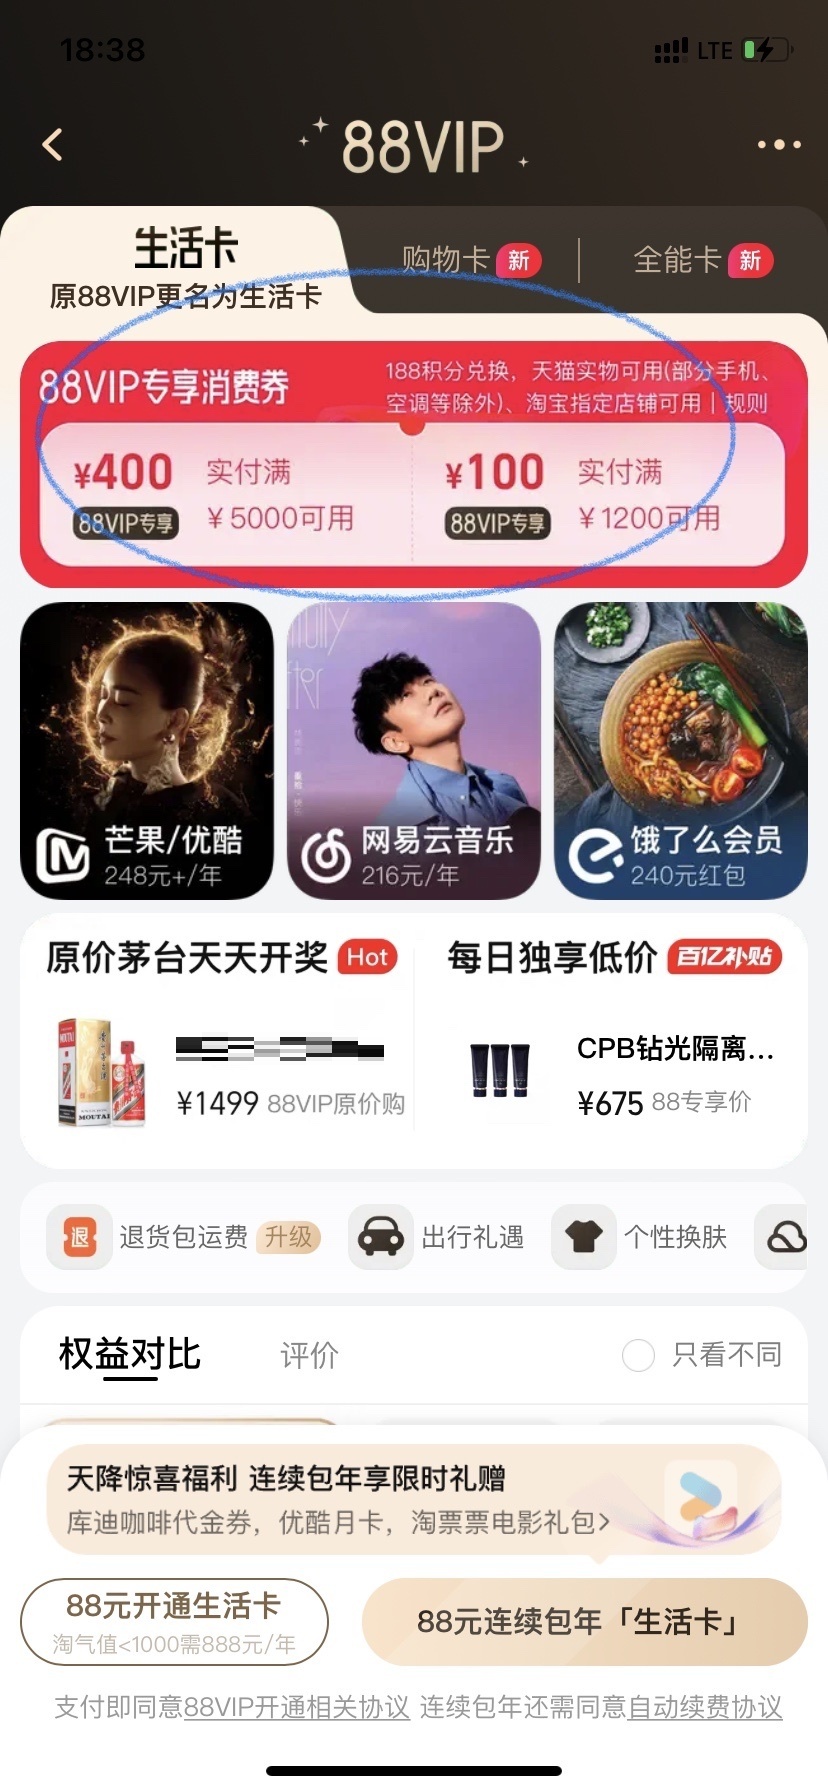 18:38
LTE
88VIP
生活卡
原88VIP更名为生活卡
购物卡 新
全能卡 新
88VIP专享消费券
188积分兑换，天猫实物可用(部分手机、
空调等除外)、淘宝指定店铺可用｜规则
¥400 实付满
88VIP专享 ¥5000可用
¥100 实付满
88VIP专享 ¥1200可用
芒果/优酷
248元+/年
网易云音乐
216元/年
饿了么会员
240元红包
原价茅台天天开奖 Hot
¥1499 88VIP原价购
每日独享低价 百亿补贴
CPB钻光隔离...
¥675 88专享价
MOUTAI
退 退货包运费 升级
出行礼遇
个性换肤
权益对比
评价
只看不同
天降惊喜福利 连续包年享限时礼赠
库迪咖啡代金券，优酷月卡，淘票票电影礼包>
88元开通生活卡
淘气值<1000需888元/年
88元连续包年「生活卡」
支付即同意88VIP开通相关协议 连续包年还需同意自动续费协议